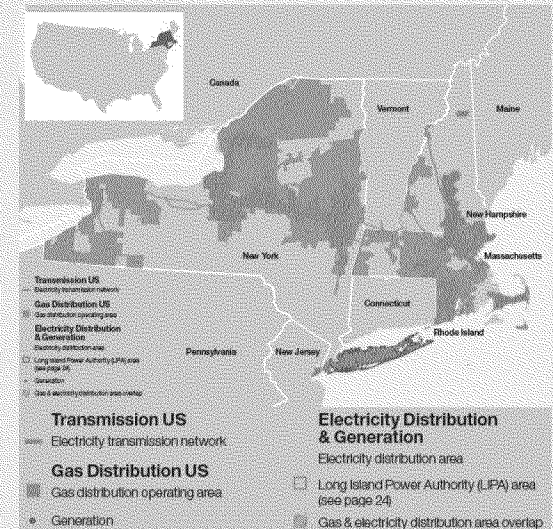 Canada
Vermont
Maine
New Hampshire
New York
Massachusetts
Connecticut
Rhode Island
Pennsylvania
New Jersey
Transmission US
Electricity transmission network
Gas Distribution US
Gas distribution operating area
Electricity Distribution
& Generation
Electricity distribution area
Long Island Power Authority (LIPA) area
(see page 24)
Generation
Gas & electricity distribution area overlap
Transmission US
Electricity transmission network
Gas Distribution US
Gas distribution operating area
Generation
Electricity Distribution
& Generation
Electricity distribution area
Long Island Power Authority (LIPA) area
(see page 24)
Gas & electricity distribution area overlap